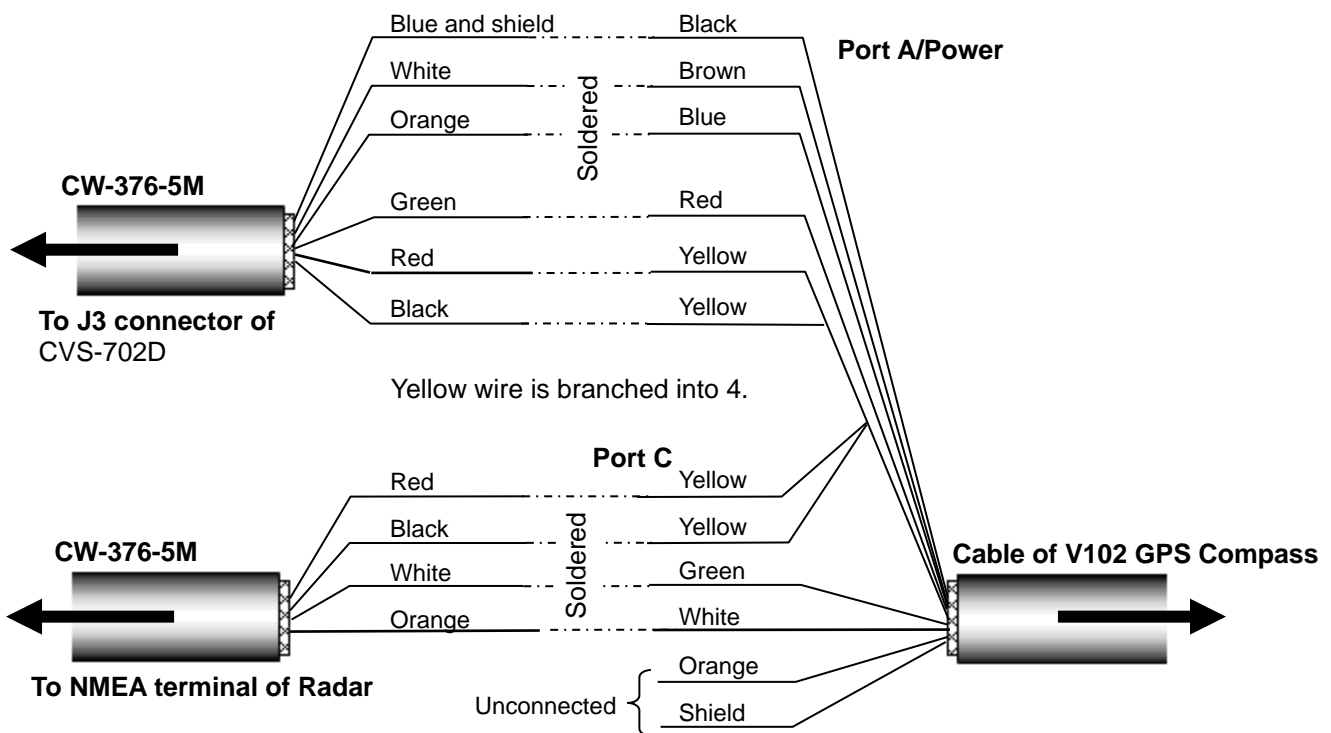 Blue and shield Black
Port A/Power
White Brown
Orange Blue
Soldered
CW-376-5M
Green Red
Red Yellow
Black Yellow
To J3 connector of
CVS-702D
Yellow wire is branched into 4.
Port C
Red Yellow
Black Yellow
Soldered
CW-376-5M
Cable of V102 GPS Compass
White Green
Orange White
To NMEA terminal of Radar
Orange
Unconnected
Shield